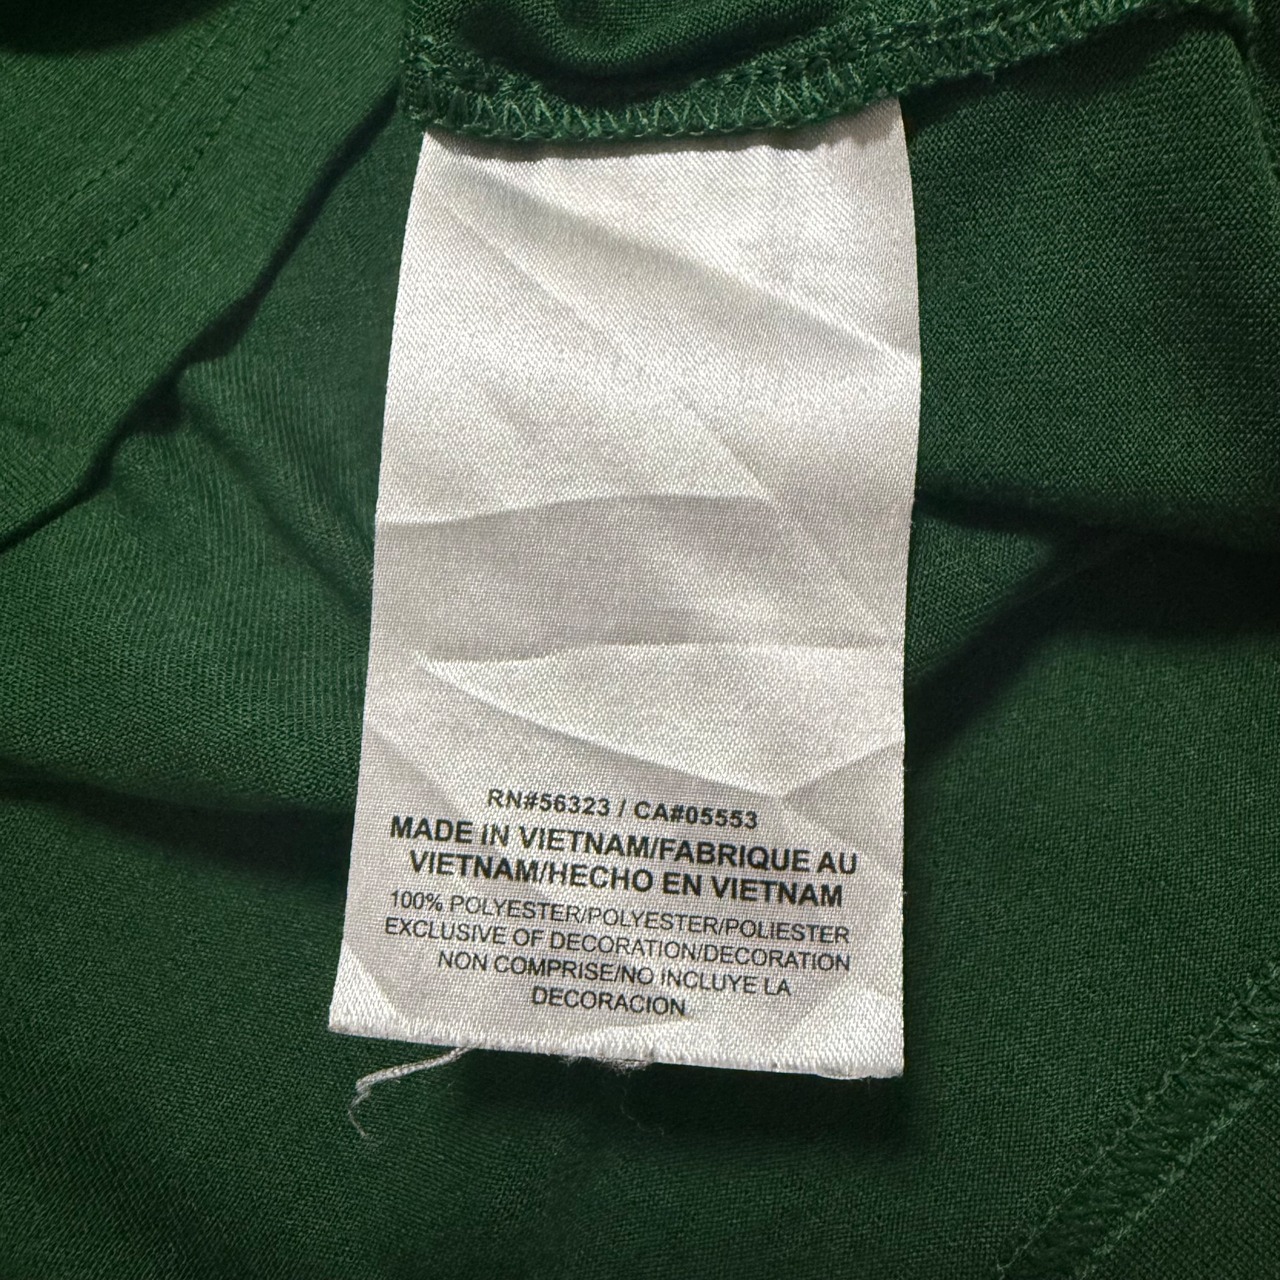 RN#56323 / CA#05553
MADE IN VIETNAM/FABRIQUE AU
VIETNAM/HECHO EN VIETNAM
100% POLYESTER/POLYESTER/POLIESTER
EXCLUSIVE OF DECORATION/DECORATION
NON COMPRISE/NO INCLUYE LA
DECORACION